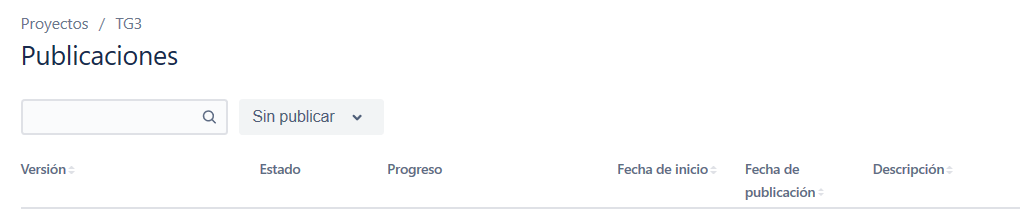 Proyectos / TG3
Publicaciones
Sin publicar
Versión Estado Progreso Fecha de inicio Fecha de publicación Descripción